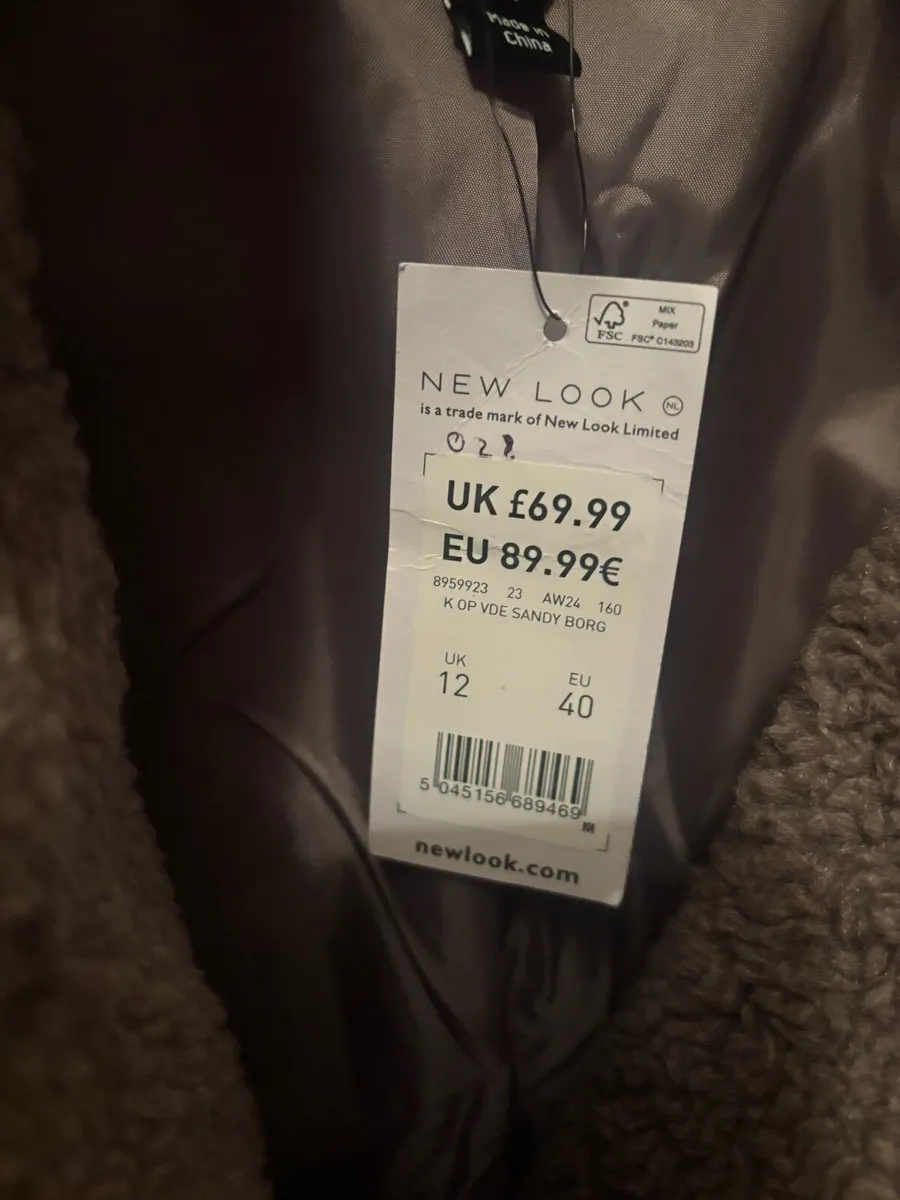 Made in
China
MIX
Paper
FSC
FSC® C143203
NEW LOOK NL
is a trade mark of New Look Limited
UK £69.99
EU 89.99€
8959923 23 AW24 160
K OP VDE SANDY BORG
UK
12
EU
40
5 045156 689469
newlook.com